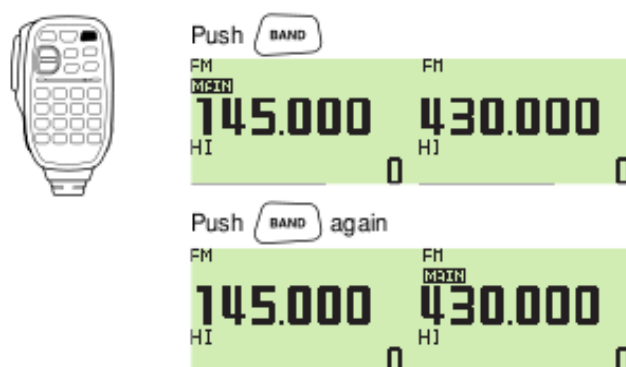 Push BAND
FM FM
MAIN
145.000 430.000
HI HI
0 0
Push BAND again
FM FM
MAIN
145.000 430.000
HI HI
0 0